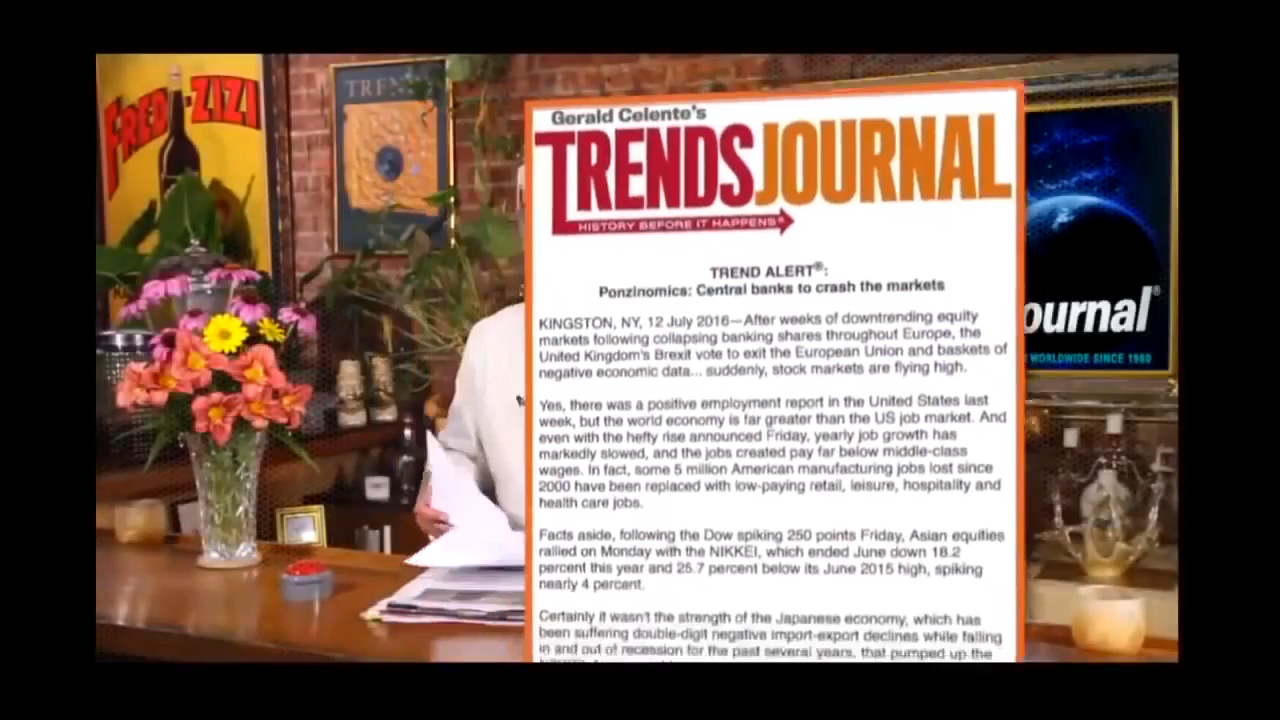 FRED-ZIZI
TRENDS
Gerald Celente's
TRENDS JOURNAL
HISTORY BEFORE IT HAPPENS®
TREND ALERT®:
Ponzinomics: Central banks to crash the markets
KINGSTON, NY, 12 July 2016—After weeks of downtrending equity
markets following collapsing banking shares throughout Europe, the
United Kingdom's Brexit vote to exit the European Union and baskets of
negative economic data... suddenly, stock markets are flying high.
Yes, there was a positive employment report in the United States last
week, but the world economy is far greater than the US job market. And
even with the hefty rise announced Friday, yearly job growth has
markedly slowed, and the jobs created pay far below middle-class
wages. In fact, some 5 million American manufacturing jobs lost since
2000 have been replaced with low-paying retail, leisure, hospitality and
health care jobs.
Facts aside, following the Dow spiking 250 points Friday, Asian equities
rallied on Monday with the NIKKEI, which ended June down 18.2
percent this year and 25.7 percent below its June 2015 high, spiking
nearly 4 percent.
Certainly it wasn't the strength of the Japanese economy, which has
been suffering double-digit negative import-export declines while falling
in and out of recession for the past several years, that pumped up the
ournal®
WORLDWIDE SINCE 1980